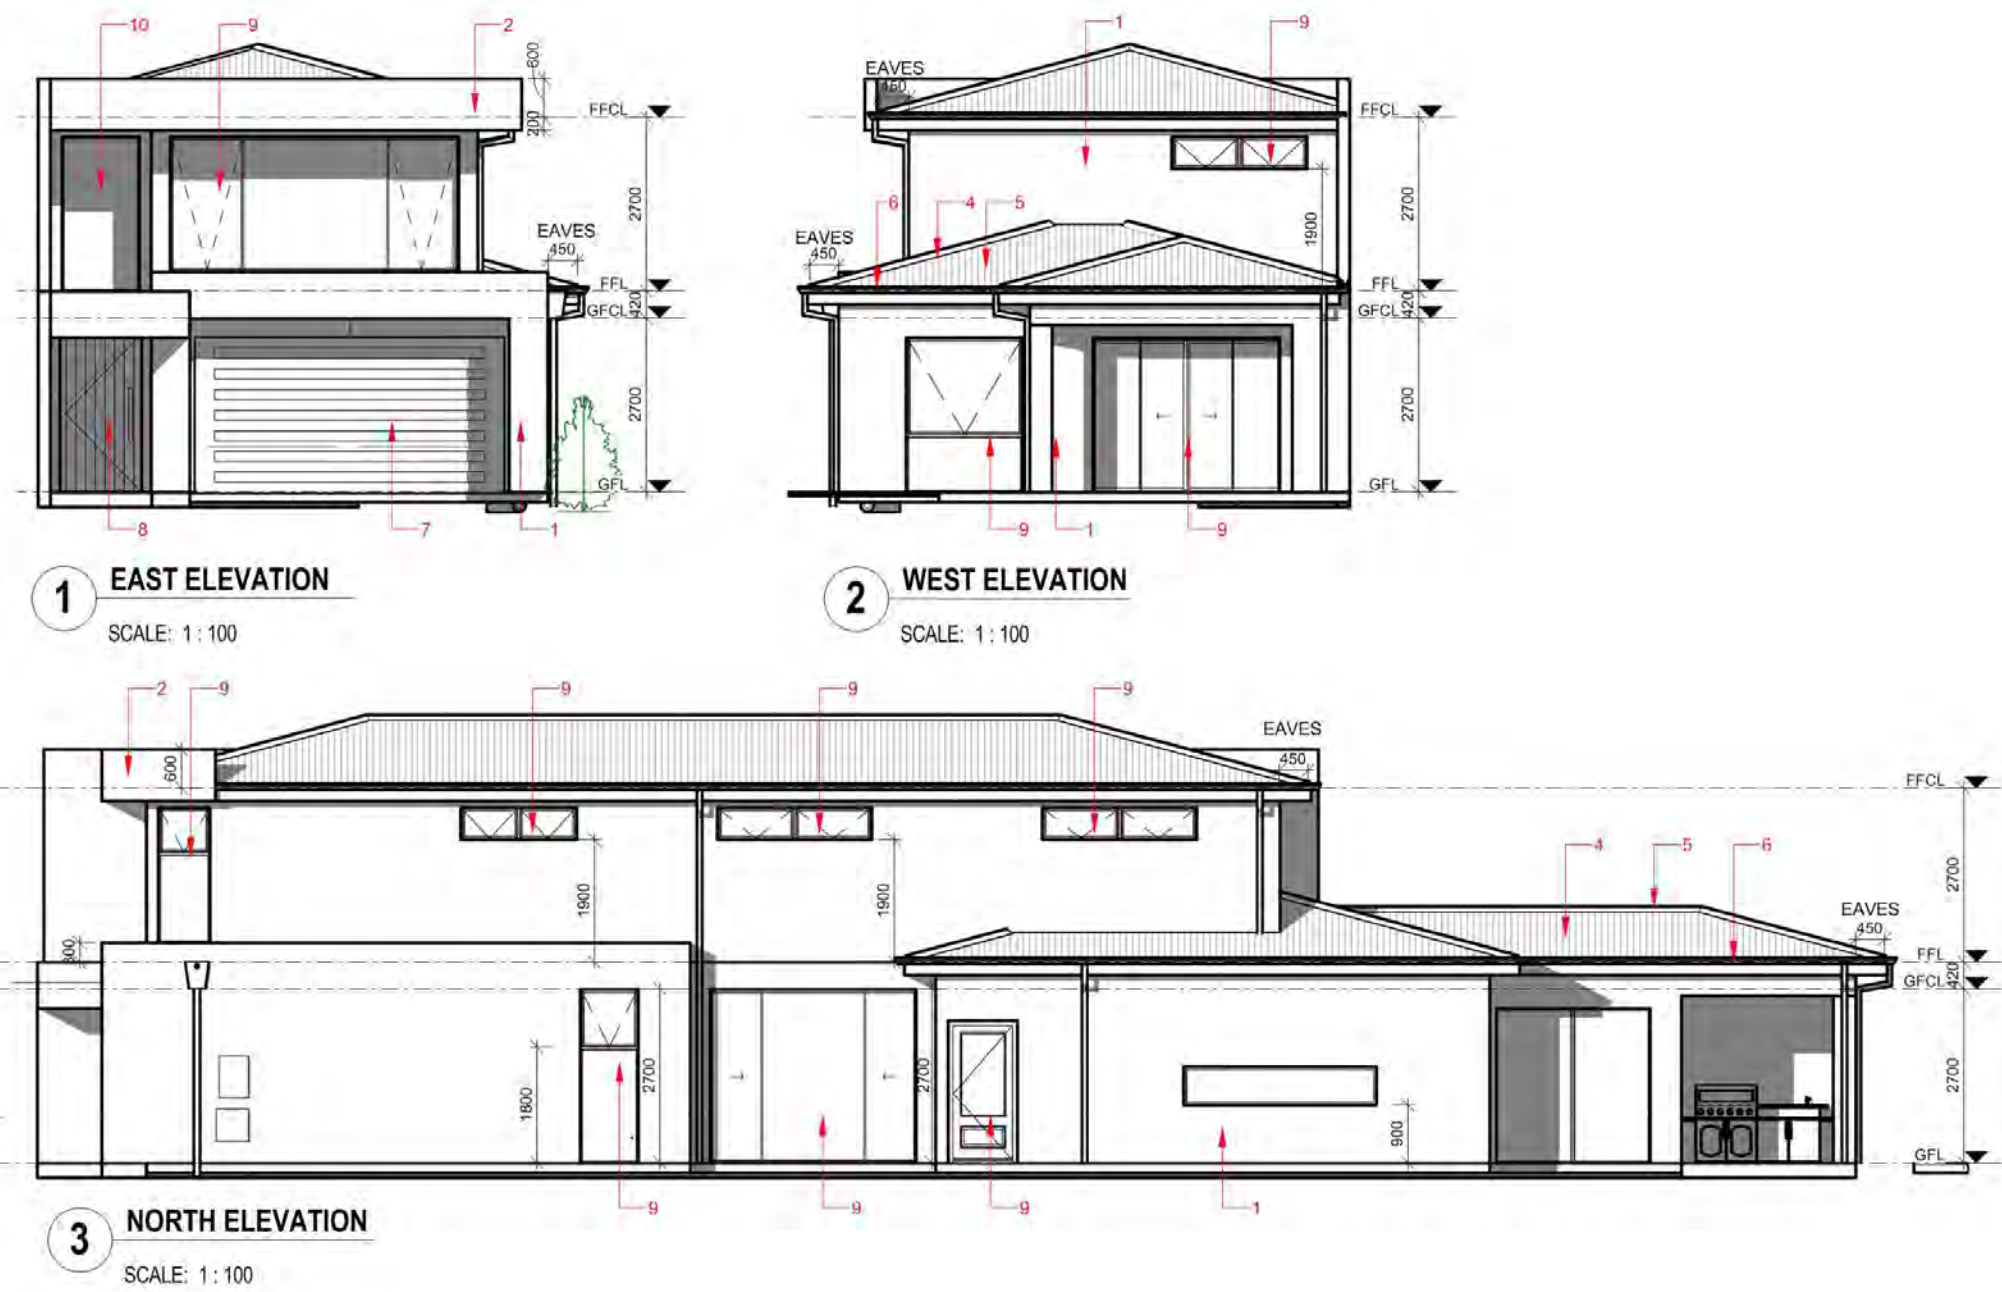 10
9
2
600
200
FFCL
2700
EAVES
450
FFL
420
GFCL
2700
GFL
8
7
1
1
EAST ELEVATION
SCALE: 1 : 100
1
9
EAVES
450
FFCL
2700
1900
6
4
5
EAVES
450
FFL
420
GFCL
2700
GFL
9
1
9
2
WEST ELEVATION
SCALE: 1 : 100
2
9
9
9
9
EAVES
450
600
FFCL
2700
1900
1900
4
5
6
EAVES
450
300
FFL
420
GFCL
2700
1800
2700
2700
900
GFL
9
9
9
1
3
NORTH ELEVATION
SCALE: 1 : 100